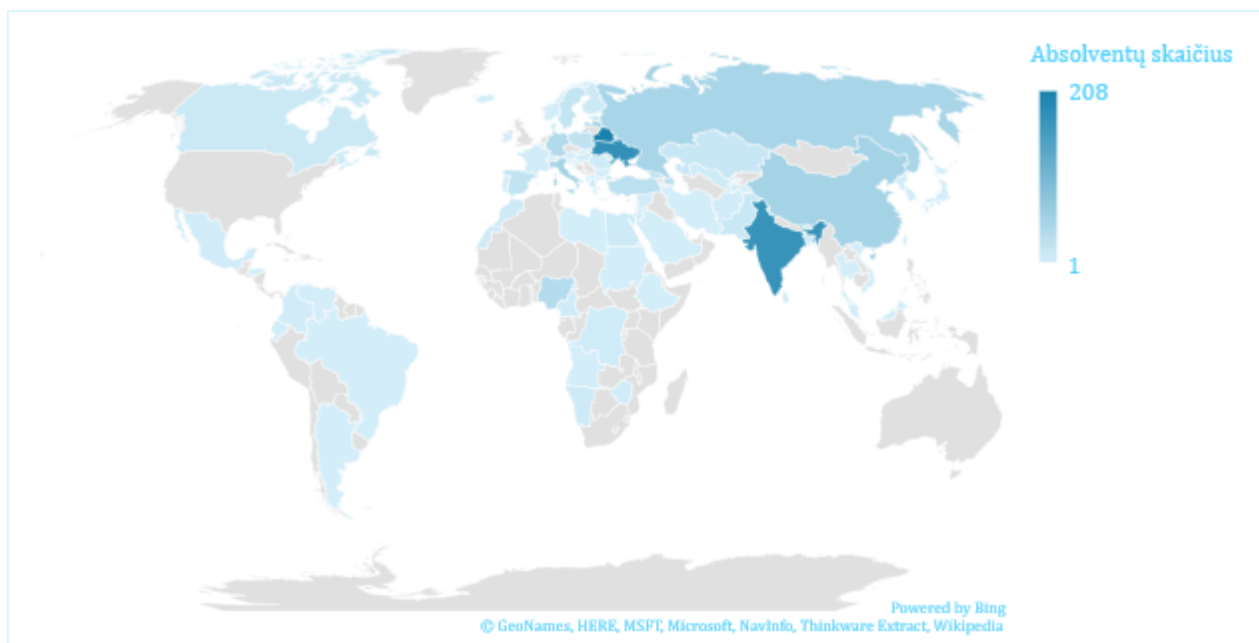 Absolventų skaičius
208
1
Powered by Bing
© GeoNames, HERE, MSFT, Microsoft, NavInfo, Thinkware Extract, Wikipedia